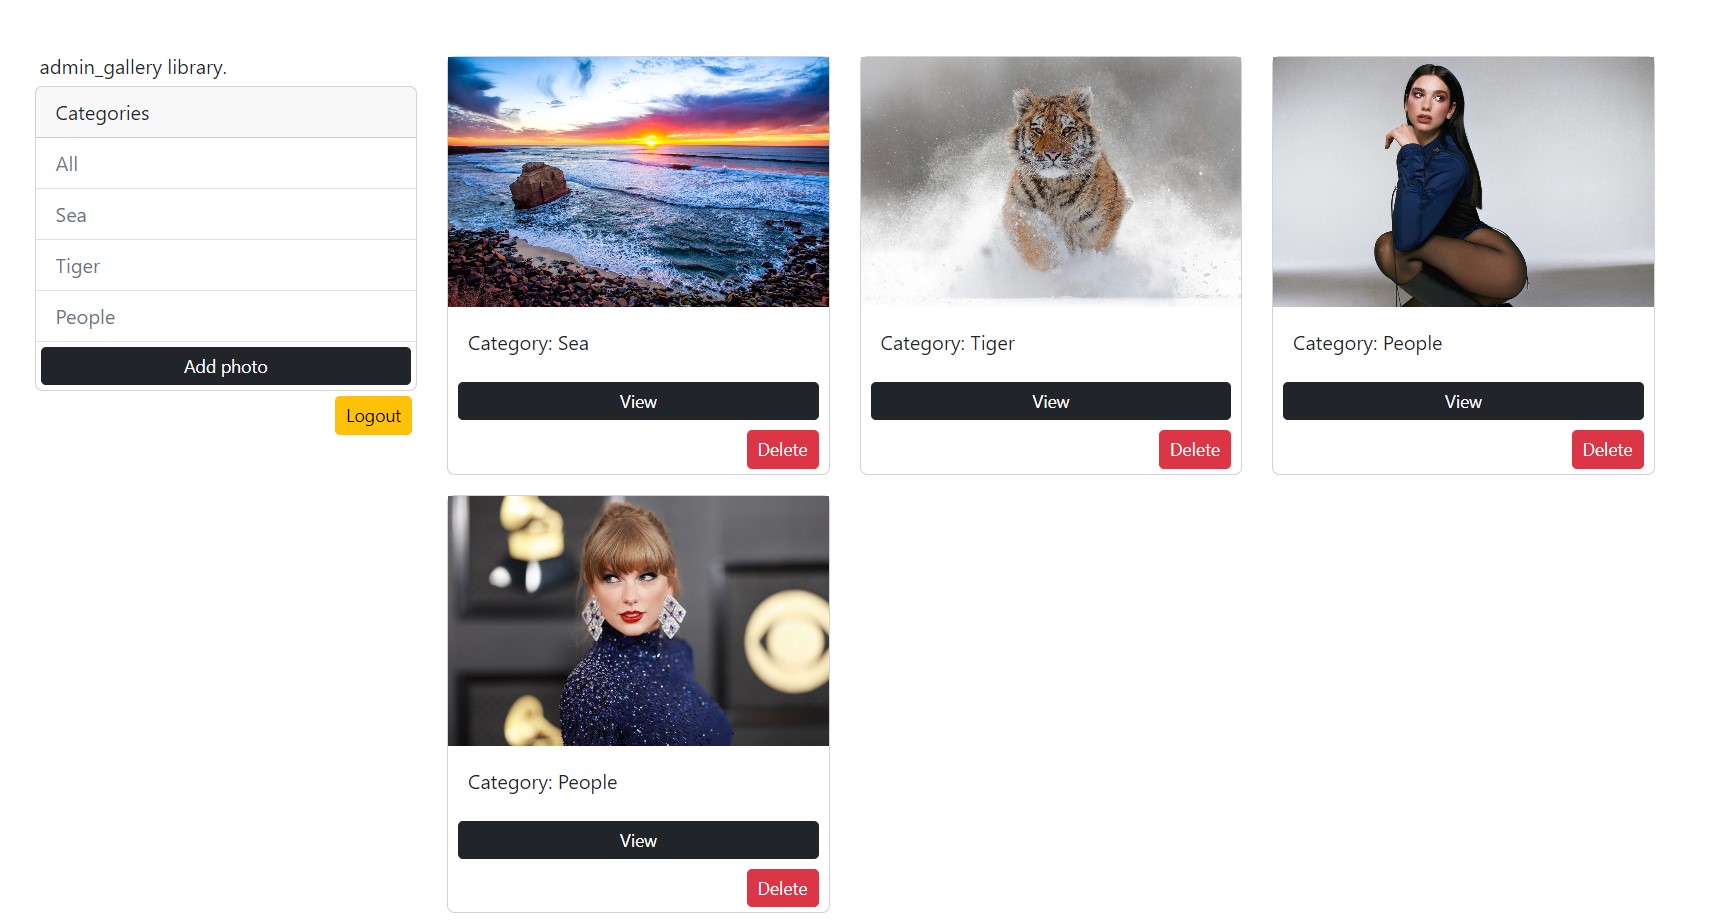 admin_gallery library.
Categories
All
Sea
Tiger
People
Add photo
Logout
Category: Sea
View
Delete
Category: Tiger
View
Delete
Category: People
View
Delete
Category: People
View
Delete